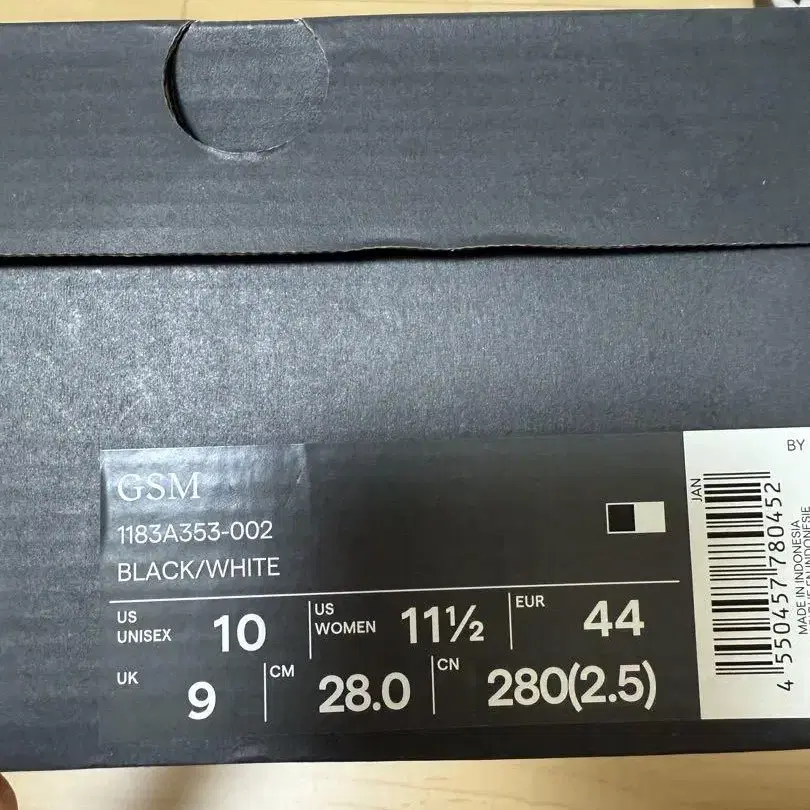 GSM
1183A353-002
BLACK/WHITE
US UNISEX 10
US WOMEN 11½
EUR 44
UK 9
CM 28.0
CN 280(2.5)
BY
JAN
4 550457 780452
MADE IN INDONESIA